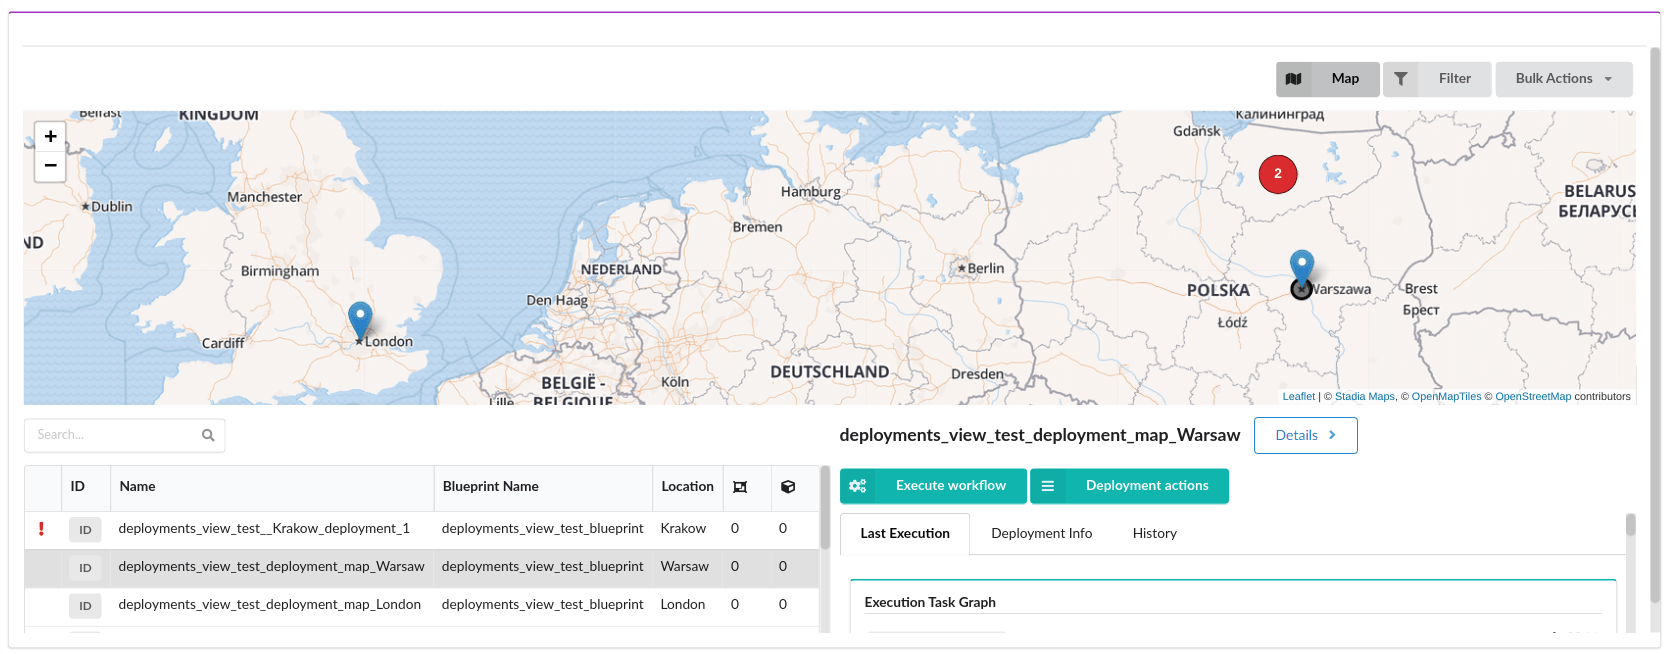 Map
Filter
Bulk Actions
Belfast
KINGDOM
Калининград
Gdańsk
+
−
2
Manchester
Hamburg
BELARUS
Dublin
БЕЛАРУСЬ
Bremen
ND
Birmingham
NEDERLAND
Berlin
Den Haag
POLSKA
Warszawa
Brest
Брест
Łódź
Cardiff
London
BELGIË -
BELGIQUE
Köln
DEUTSCHLAND
Dresden
Lille
Leaflet | © Stadia Maps, © OpenMapTiles © OpenStreetMap contributors
Search...
deployments_view_test_deployment_map_Warsaw
Details
ID Name Blueprint Name Location
Execute workflow
Deployment actions
ID deployments_view_test__Krakow_deployment_1 deployments_view_test_blueprint Krakow 0 0
Last Execution
Deployment Info
History
ID deployments_view_test_deployment_map_Warsaw deployments_view_test_blueprint Warsaw 0 0
ID deployments_view_test_deployment_map_London deployments_view_test_blueprint London 0 0
Execution Task Graph